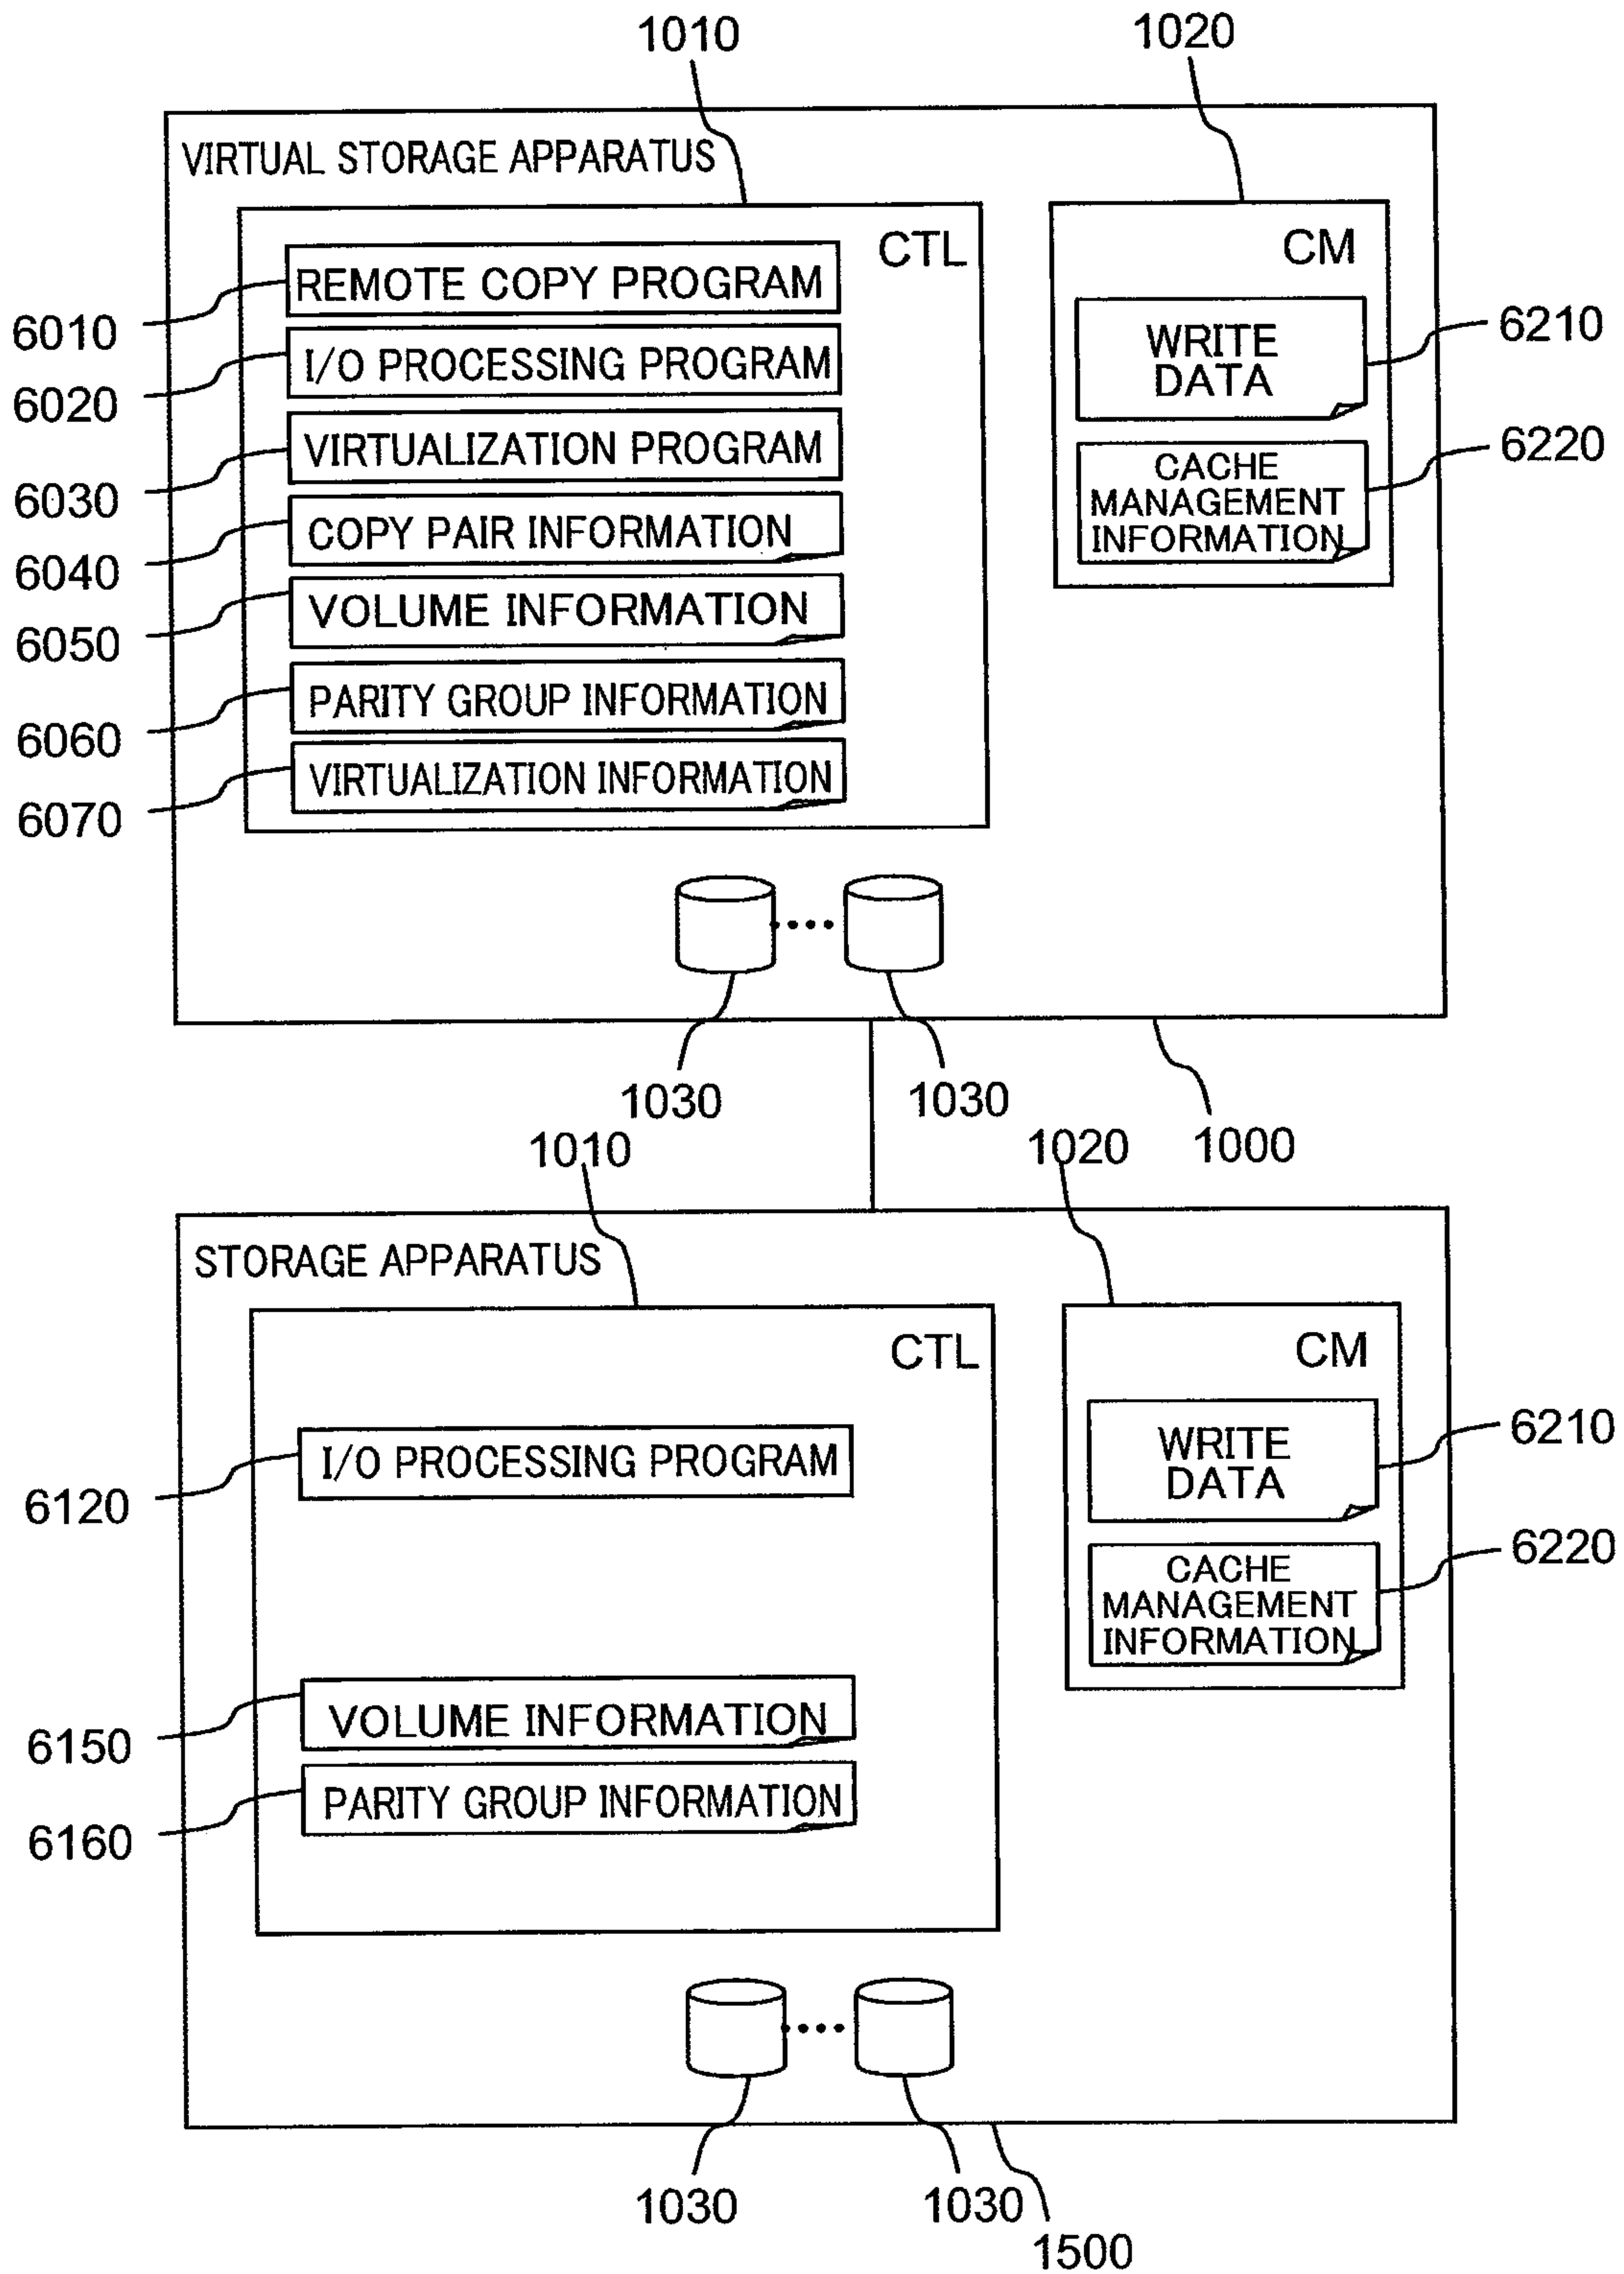 1010
1020
VIRTUAL STORAGE APPARATUS
CTL
CM
REMOTE COPY PROGRAM
6010
I/O PROCESSING PROGRAM
6020
VIRTUALIZATION PROGRAM
6030
COPY PAIR INFORMATION
6040
VOLUME INFORMATION
6050
PARITY GROUP INFORMATION
6060
VIRTUALIZATION INFORMATION
6070
WRITE
DATA
6210
CACHE
MANAGEMENT
INFORMATION
6220
1030
1030
1000
1010
1020
STORAGE APPARATUS
CTL
CM
I/O PROCESSING PROGRAM
6120
VOLUME INFORMATION
6150
PARITY GROUP INFORMATION
6160
WRITE
DATA
6210
CACHE
MANAGEMENT
INFORMATION
6220
1030
1030
1500